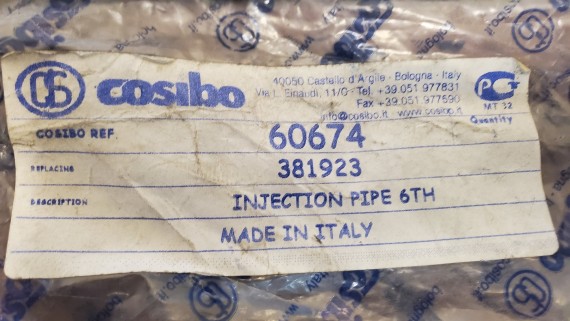 cosibo
40050 Castello d'Argile - Bologna - Italy
Via L. Einaudi, 11/C - Tel. +39.051 977831
Fax +39.051 977590
info@cosibo.it www.cosibo.it
PCT
MT 32
Quantity
COSIBO REF 60674
REPLACING 381923
DESCRIPTION INJECTION PIPE 6TH
MADE IN ITALY